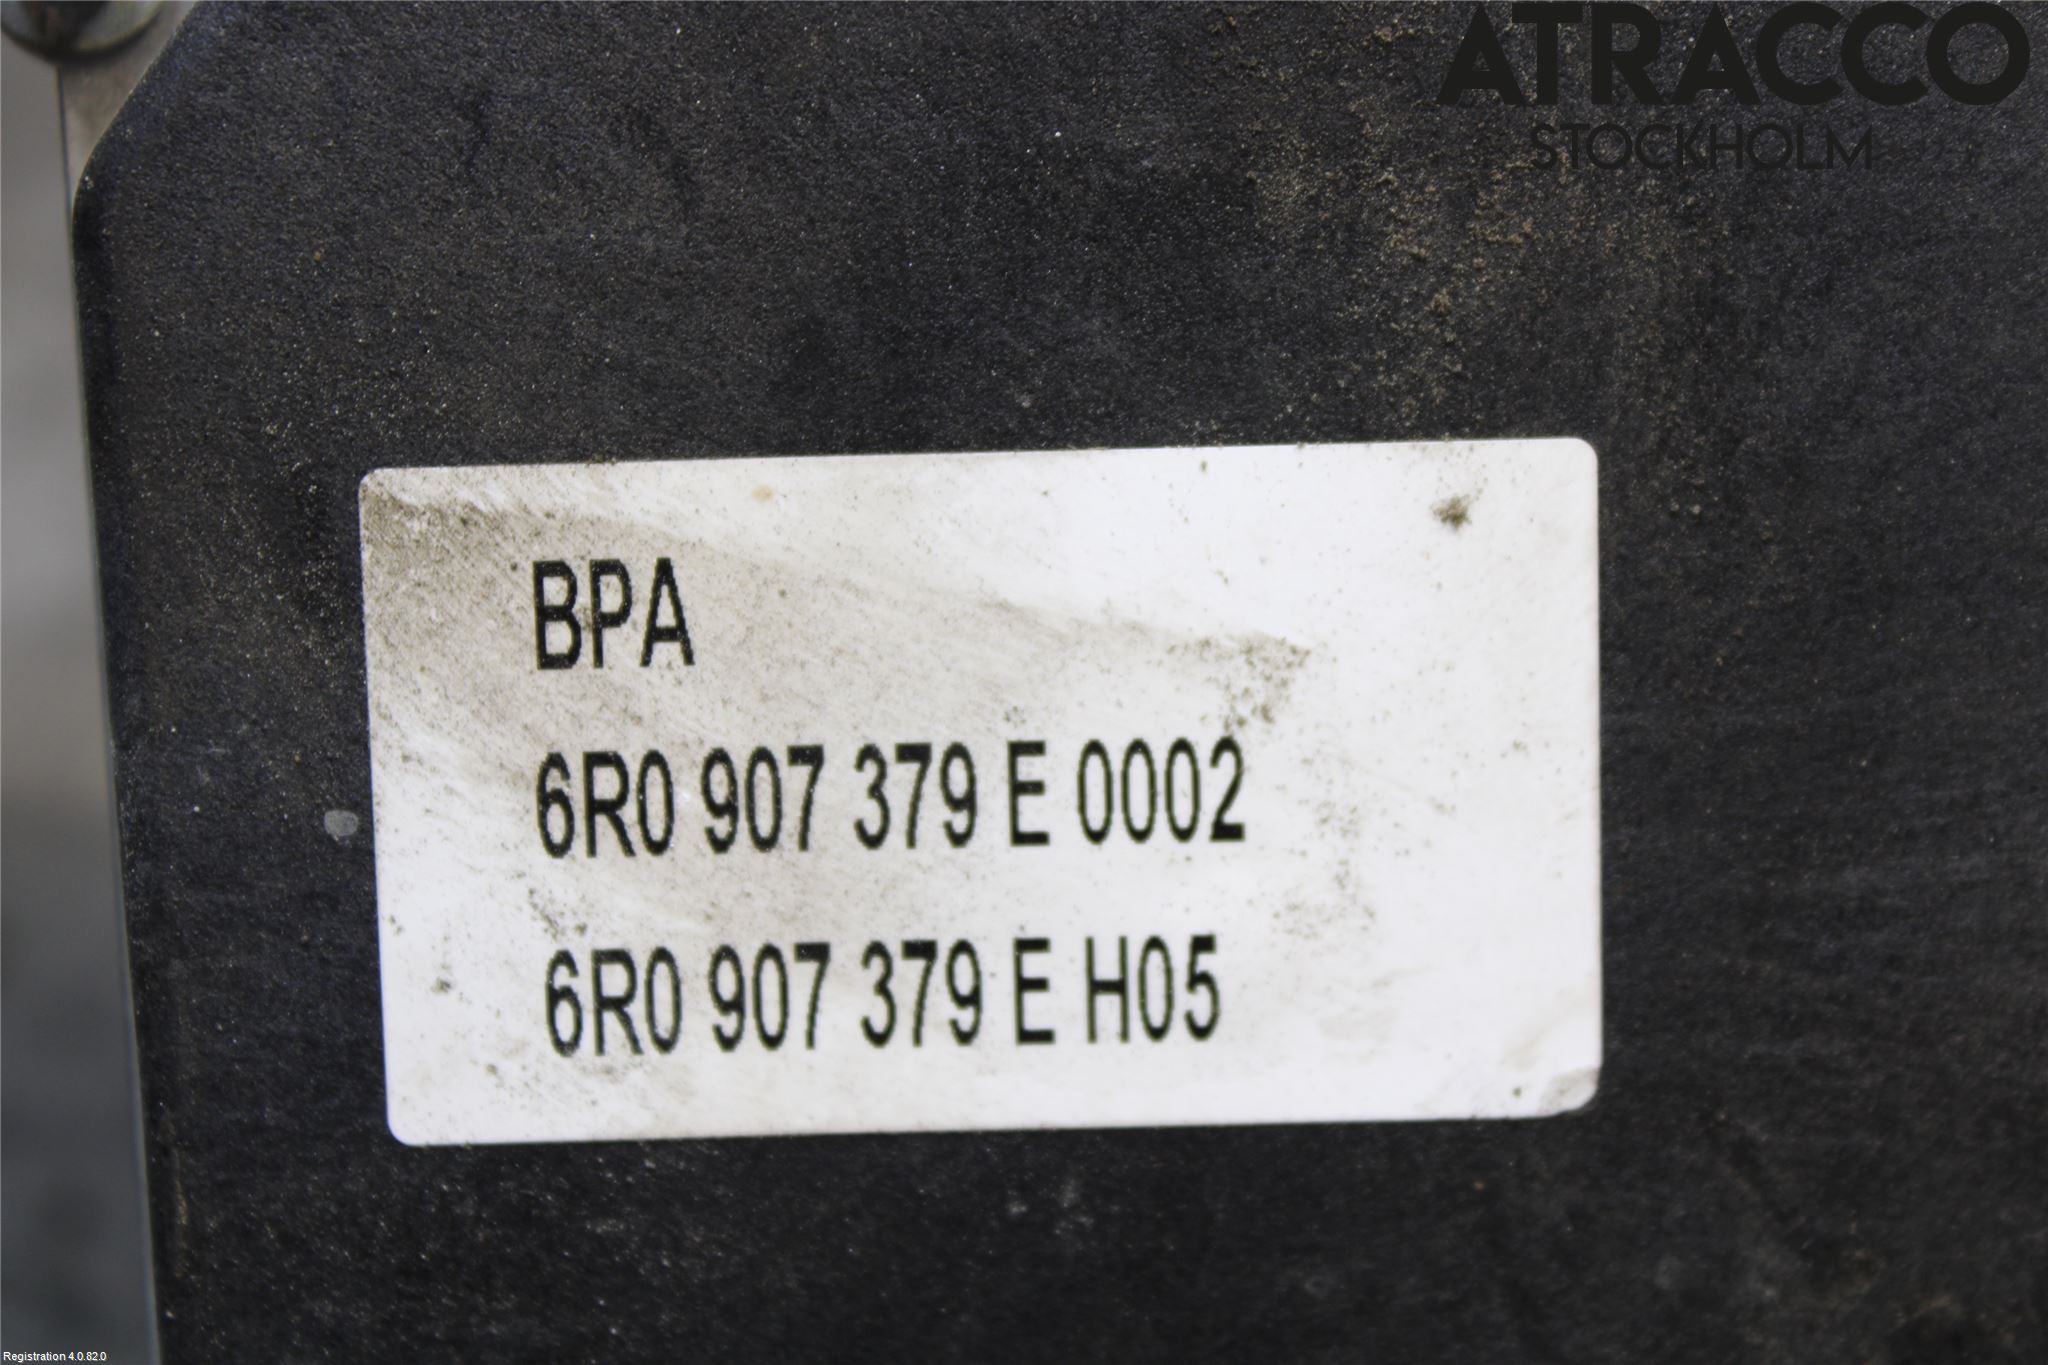 ATRACCO
STOCKHOLM
BPA
6R0 907 379 E 0002
6R0 907 379 E H05
Registration 4.0.82.0